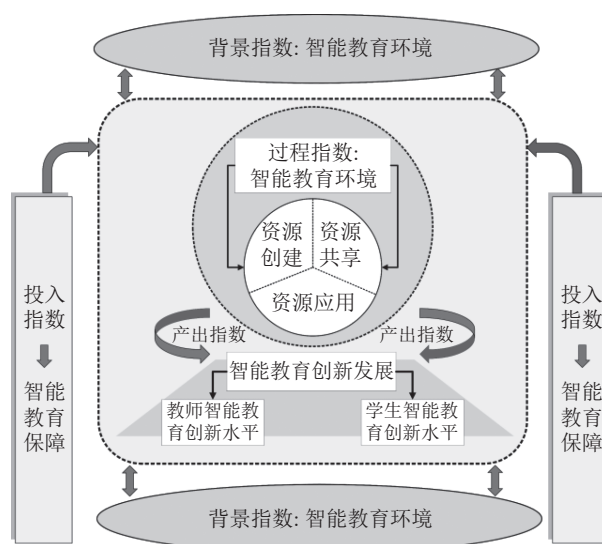 背景指数: 智能教育环境
过程指数:
智能教育环境
资源
创建
资源
共享
资源应用
投入
指数
智能
教育
保障
投入
指数
智能
教育
保障
产出指数
产出指数
智能教育创新发展
教师智能教
育创新水平
学生智能教
育创新水平
背景指数: 智能教育环境